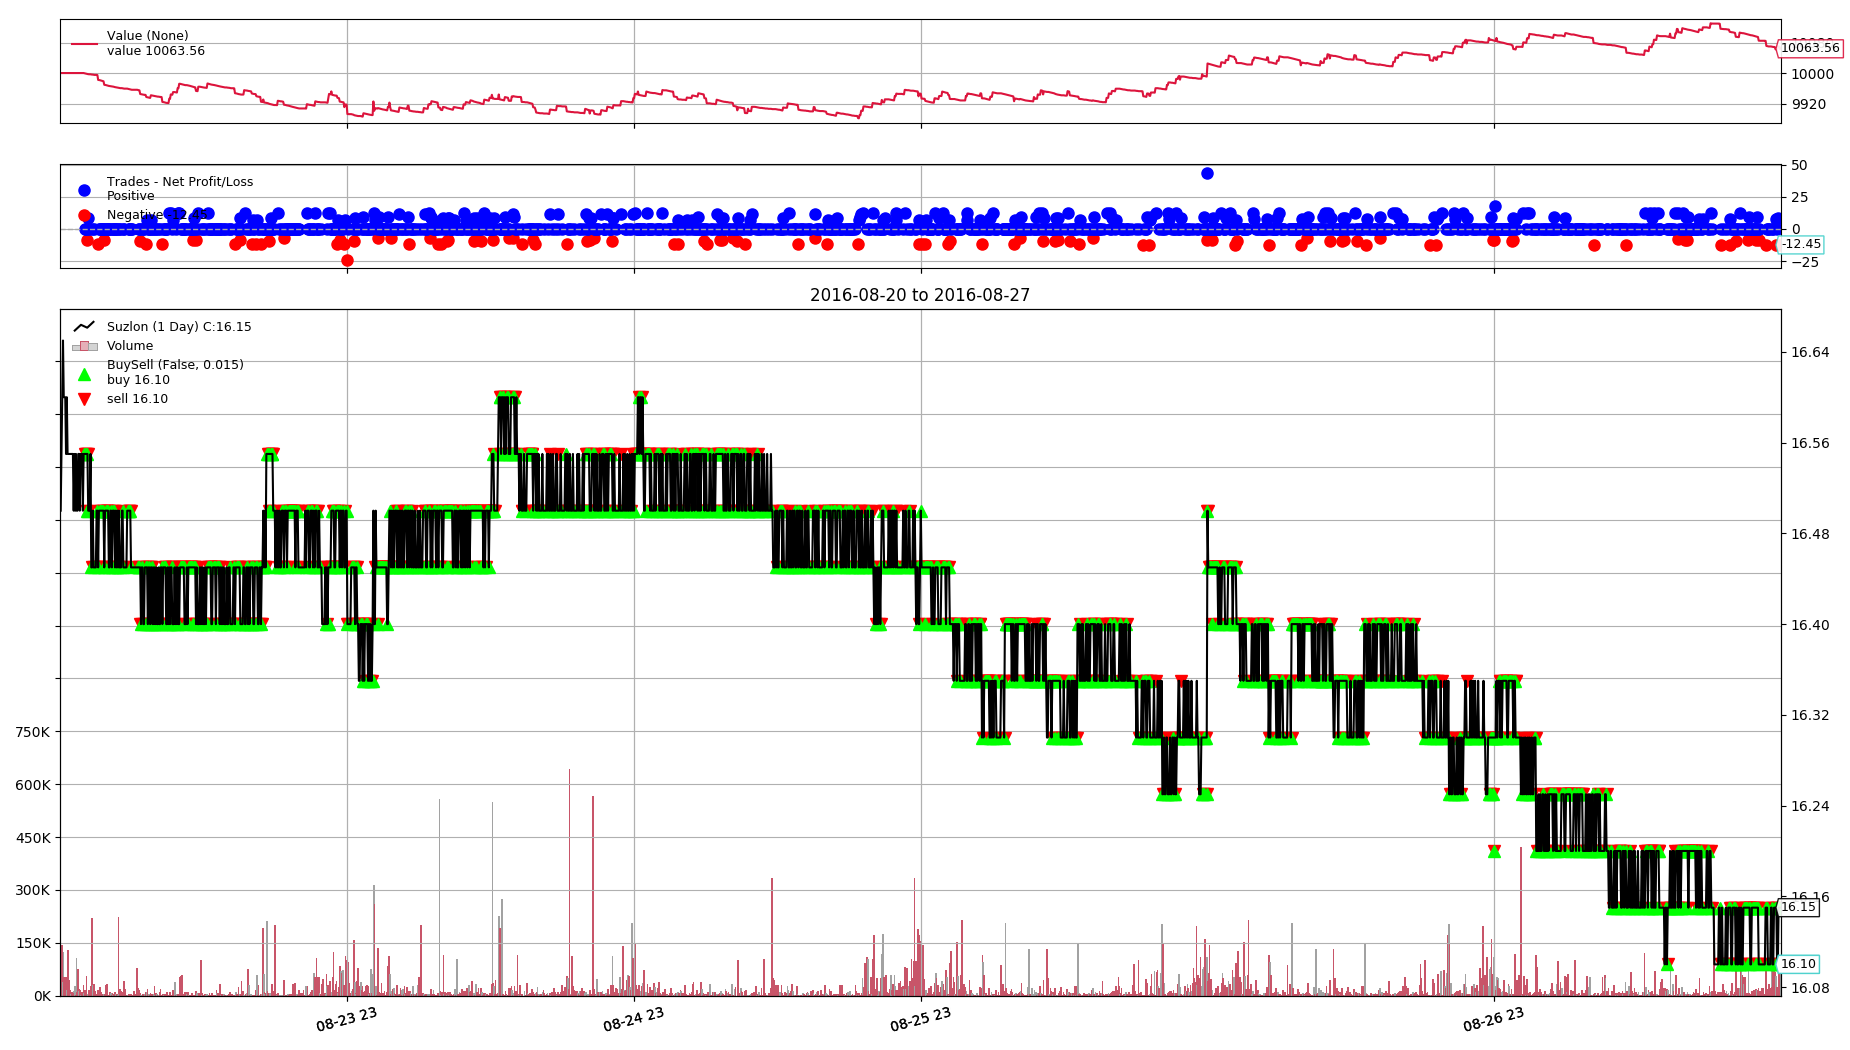 Value (None)
value 10063.56
10063.56
10000
9920
Trades - Net Profit/Loss
Positive
Negative -12.45
50
25
0
-12.45
−25
2016-08-20 to 2016-08-27
Suzlon (1 Day) C:16.15
Volume
BuySell (False, 0.015)
buy 16.10
sell 16.10
16.64
16.56
16.48
16.40
16.32
16.24
16.16
16.15
16.10
16.08
750K
600K
450K
300K
150K
0K
08-23 23
08-24 23
08-25 23
08-26 23